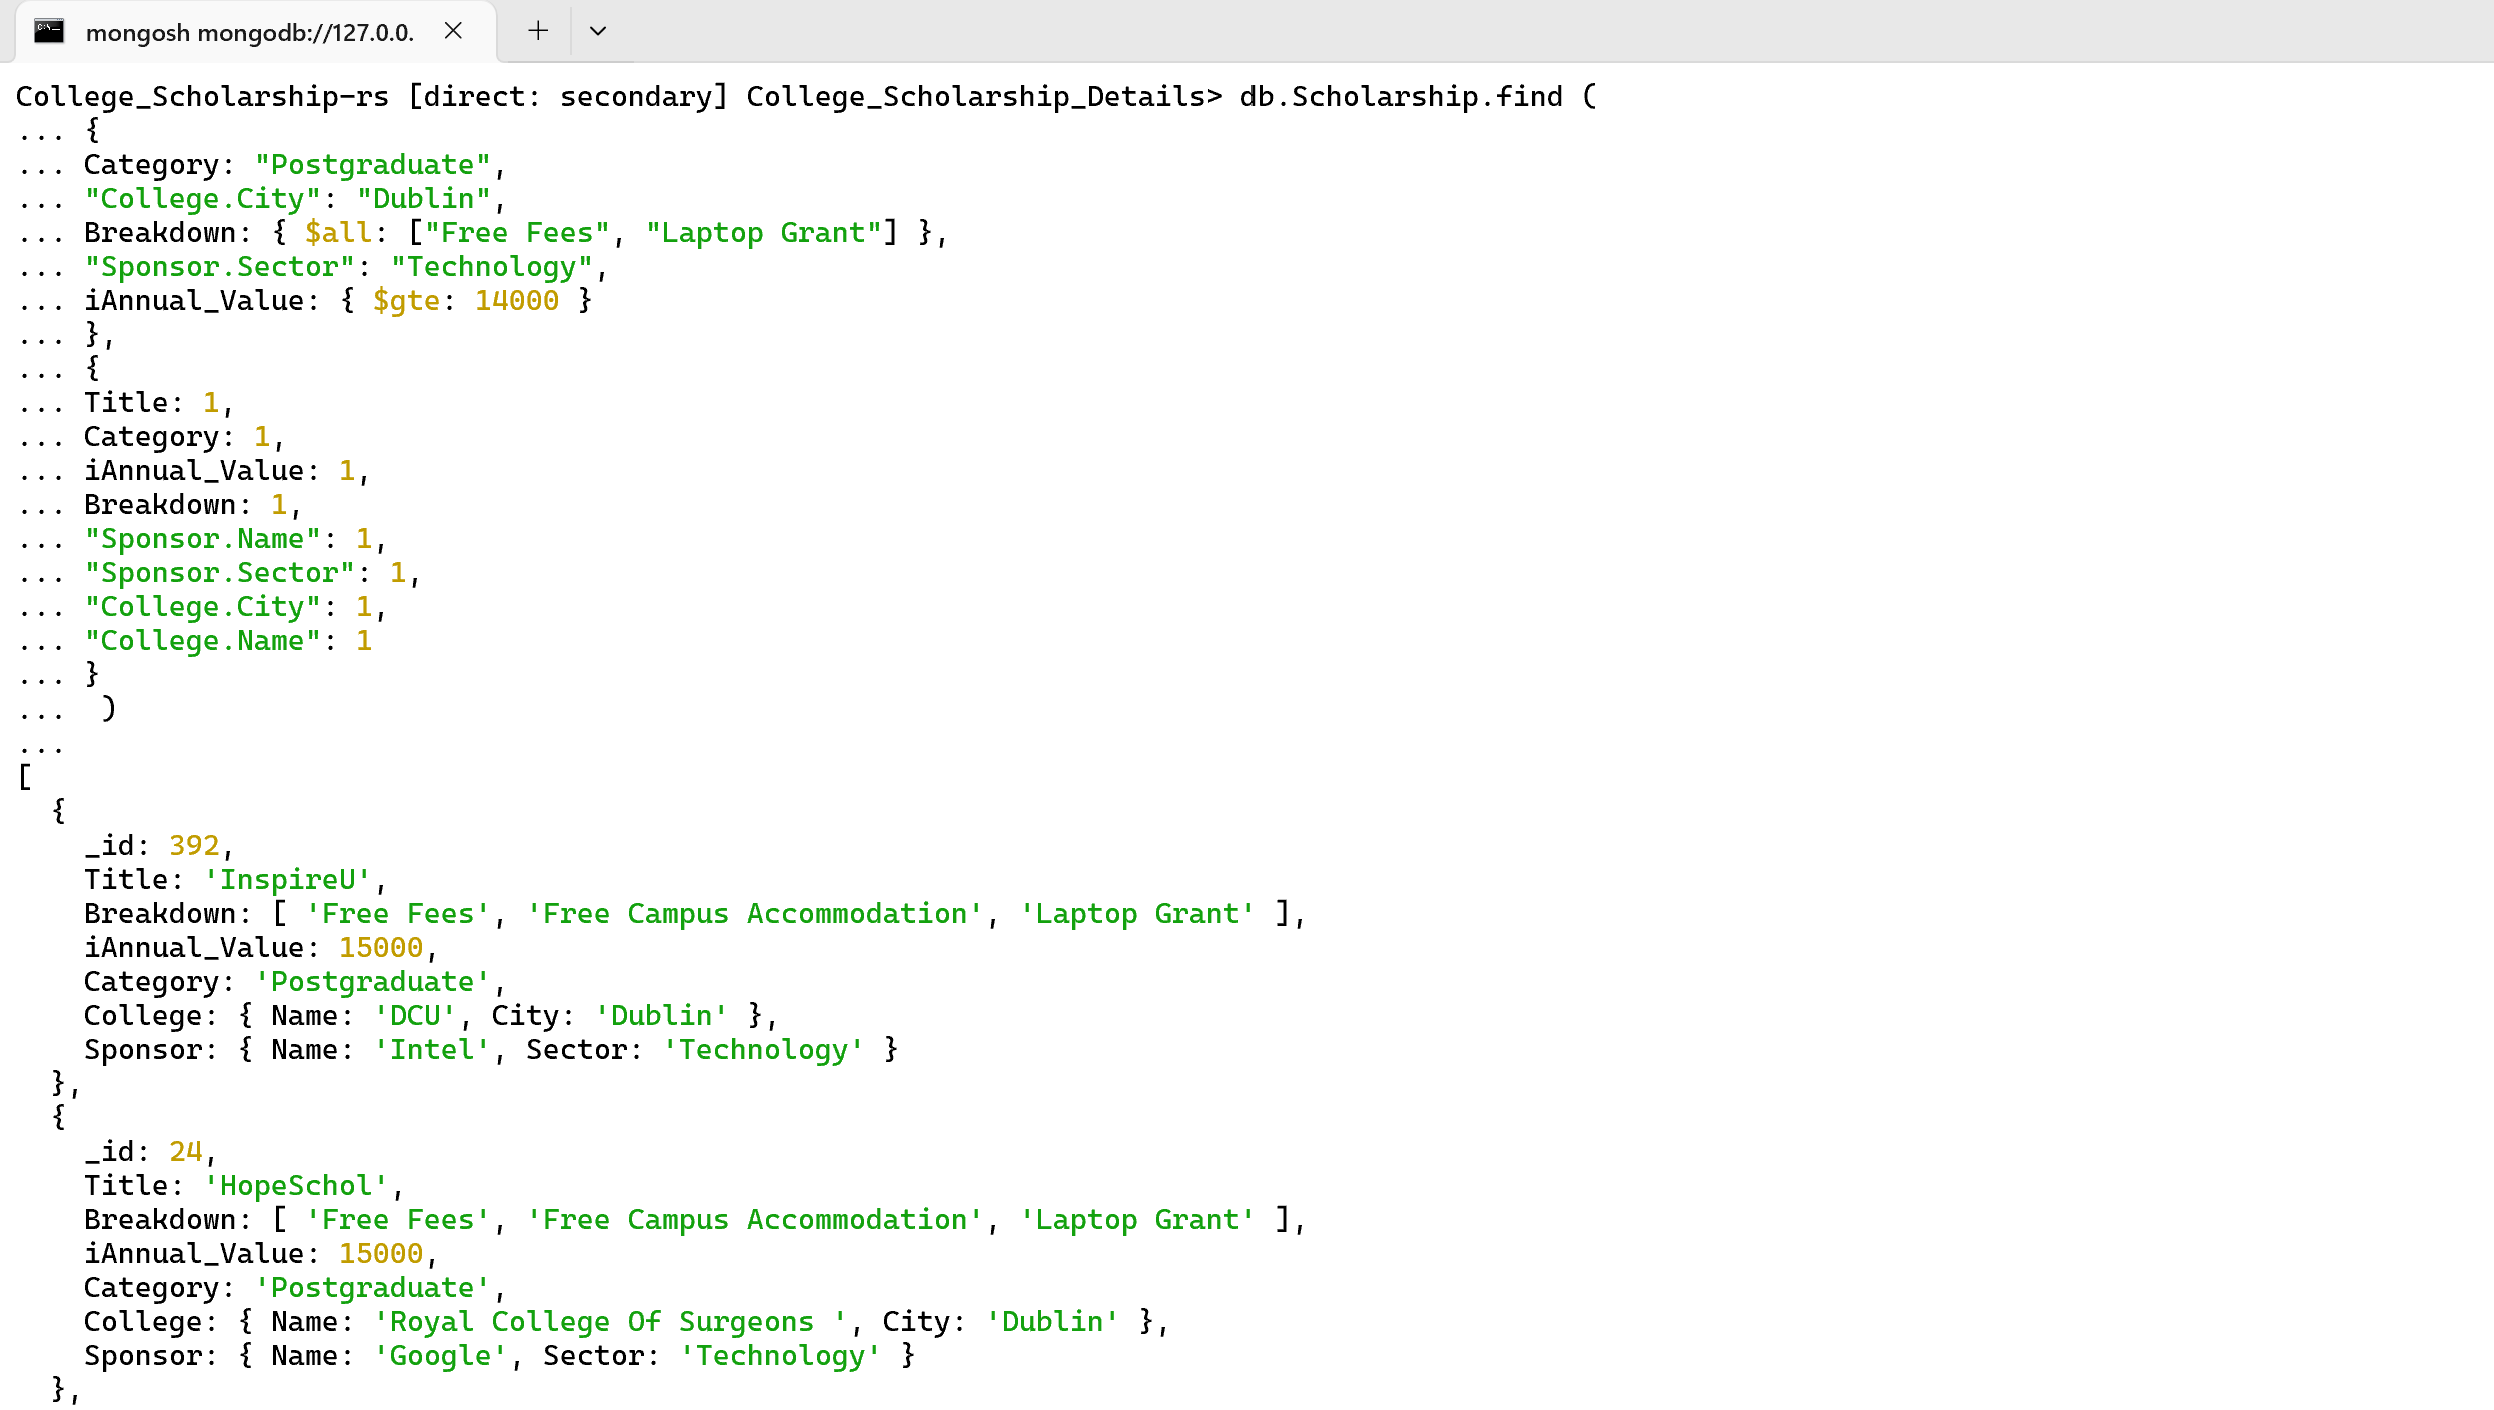 mongosh mongodb://127.0.0.
College_Scholarship-rs [direct: secondary] College_Scholarship_Details> db.Scholarship.find (
... {
... Category: "Postgraduate",
... "College.City": "Dublin",
... Breakdown: { $all: ["Free Fees", "Laptop Grant"] },
... "Sponsor.Sector": "Technology",
... iAnnual_Value: { $gte: 14000 }
... },
... {
... Title: 1,
... Category: 1,
... iAnnual_Value: 1,
... Breakdown: 1,
... "Sponsor.Name": 1,
... "Sponsor.Sector": 1,
... "College.City": 1,
... "College.Name": 1
... }
...  )
...
[
  {
    _id: 392,
    Title: 'InspireU',
    Breakdown: [ 'Free Fees', 'Free Campus Accommodation', 'Laptop Grant' ],
    iAnnual_Value: 15000,
    Category: 'Postgraduate',
    College: { Name: 'DCU', City: 'Dublin' },
    Sponsor: { Name: 'Intel', Sector: 'Technology' }
  },
  {
    _id: 24,
    Title: 'HopeSchol',
    Breakdown: [ 'Free Fees', 'Free Campus Accommodation', 'Laptop Grant' ],
    iAnnual_Value: 15000,
    Category: 'Postgraduate',
    College: { Name: 'Royal College Of Surgeons ', City: 'Dublin' },
    Sponsor: { Name: 'Google', Sector: 'Technology' }
  },